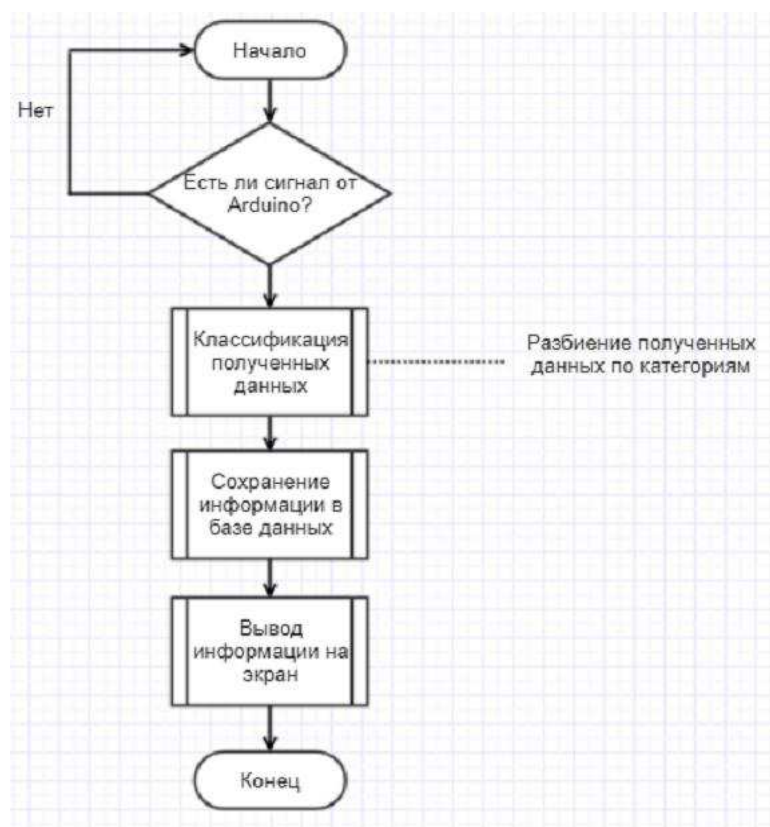 Начало
Нет
Есть ли сигнал от
Arduino?
Классификация
полученных
данных
Разбиение полученных
данных по категориям
Сохранение
информации в
базе данных
Вывод
информации на
экран
Конец